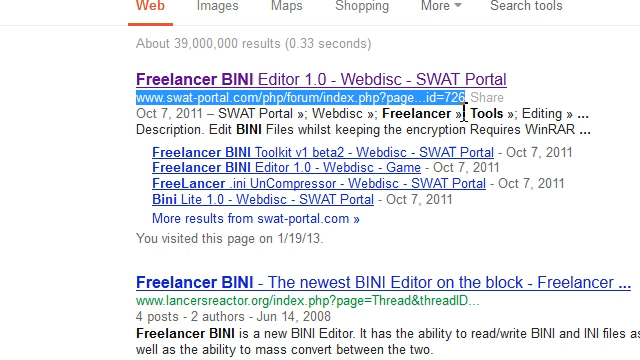 Web Images Maps Shopping More Search tools
About 39,000,000 results (0.33 seconds)
Freelancer BINI Editor 1.0 - Webdisc - SWAT Portal
www.swat-portal.com/php/forum/index.php?page...id=726 Share
Oct 7, 2011 – SWAT Portal »; Webdisc »; Freelancer »; Tools »; Editing » ...
Description. Edit BINI Files whilst keeping the encryption Requires WinRAR ...
Freelancer BINI Toolkit v1 beta2 - Webdisc - SWAT Portal - Oct 7, 2011
Freelancer BINI Editor 1.0 - Webdisc - Game - Oct 7, 2011
FreeLancer .ini UnCompressor - Webdisc - SWAT Portal - Oct 7, 2011
Bini Lite 1.0 - Webdisc - SWAT Portal - Oct 7, 2011
More results from swat-portal.com »
You visited this page on 1/19/13.
Freelancer BINI - The newest BINI Editor on the block - Freelancer ...
www.lancersreactor.org/index.php?page=Thread&threadID...
4 posts - 2 authors - Jun 14, 2008
Freelancer BINI is a new BINI Editor. It has the ability to read/write BINI and INI files as
well as the ability to mass convert between the two.